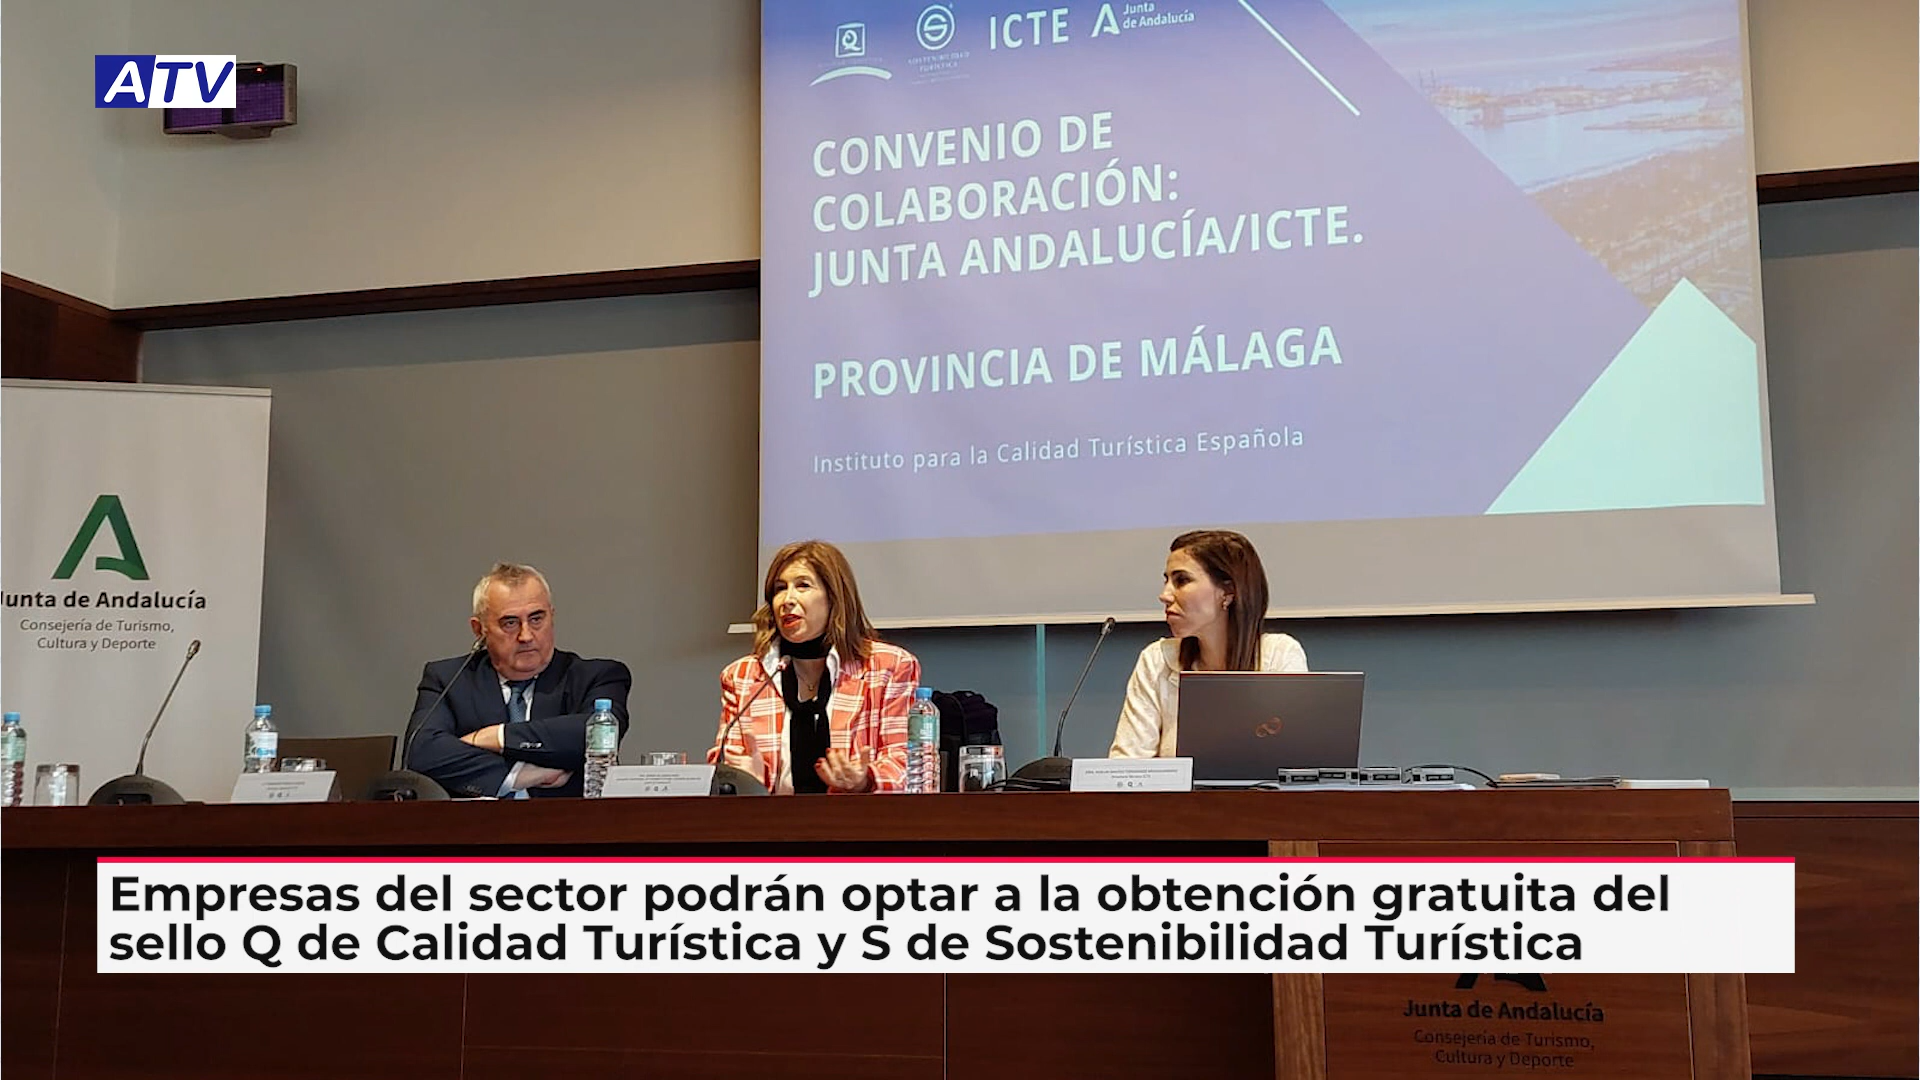 ATV
Q
S
SOSTENIBILIDAD
TURÍSTICA
ICTE
Junta
de Andalucía
CONVENIO DE
COLABORACIÓN:
JUNTA ANDALUCÍA/ICTE.
PROVINCIA DE MÁLAGA
Instituto para la Calidad Turística Española
Junta de Andalucía
Consejería de Turismo,
Cultura y Deporte
Empresas del sector podrán optar a la obtención gratuita del
sello Q de Calidad Turística y S de Sostenibilidad Turística
Junta de Andalucía
Consejería de Turismo,
Cultura y Deporte